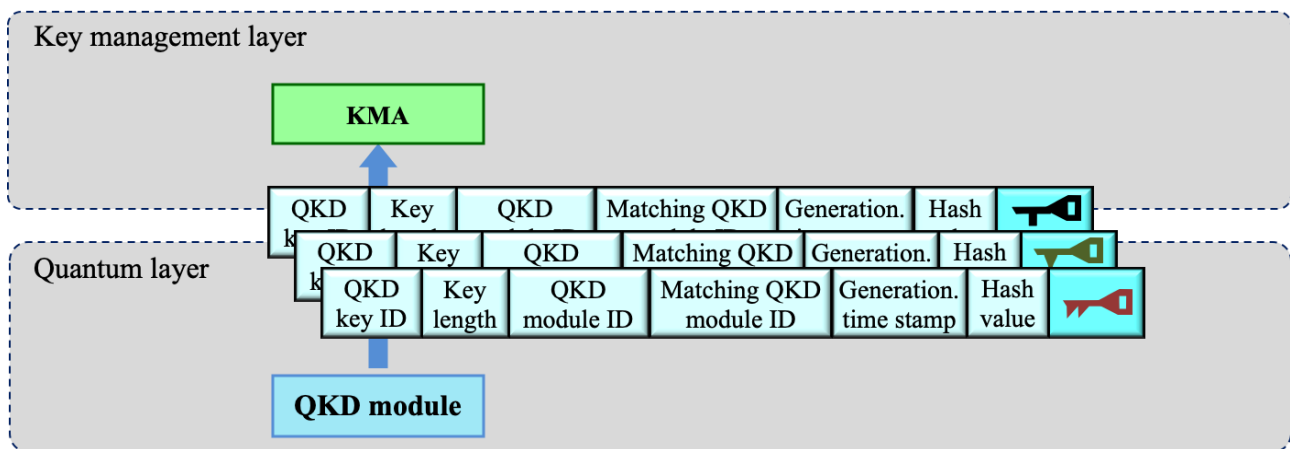 Key management layer
KMA
QKD Key QKD Matching QKD Generation. Hash
QKD Key QKD Matching QKD Generation. Hash
Quantum layer
QKD Key QKD Matching QKD Generation. Hash
key ID length module ID module ID time stamp value
QKD module